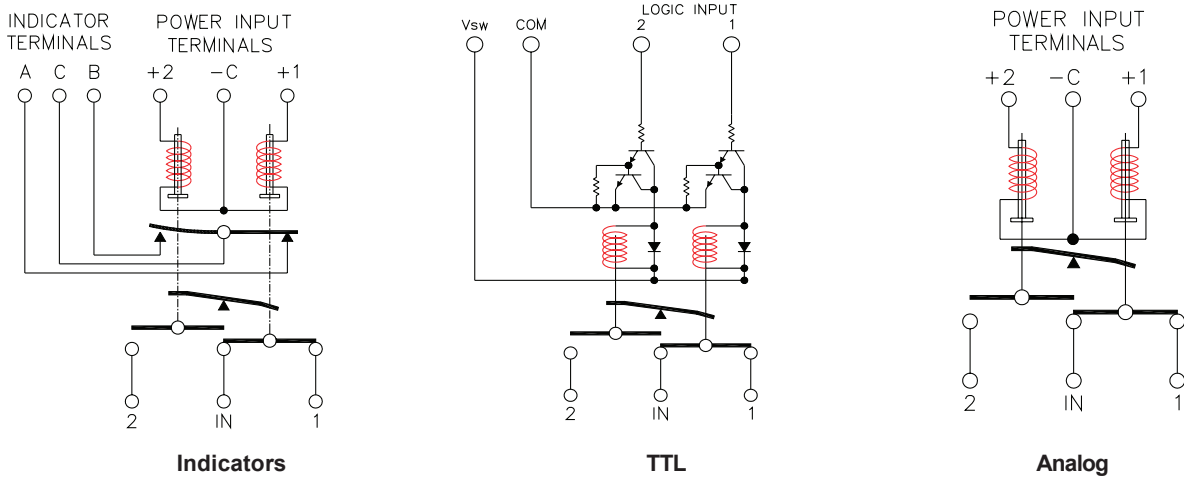 INDICATOR
TERMINALS
A C B
POWER INPUT
TERMINALS
+2 −C +1
2 IN 1
Indicators
LOGIC INPUT
Vsw COM 2 1
2 IN 1
TTL
POWER INPUT
TERMINALS
+2 −C +1
2 IN 1
Analog